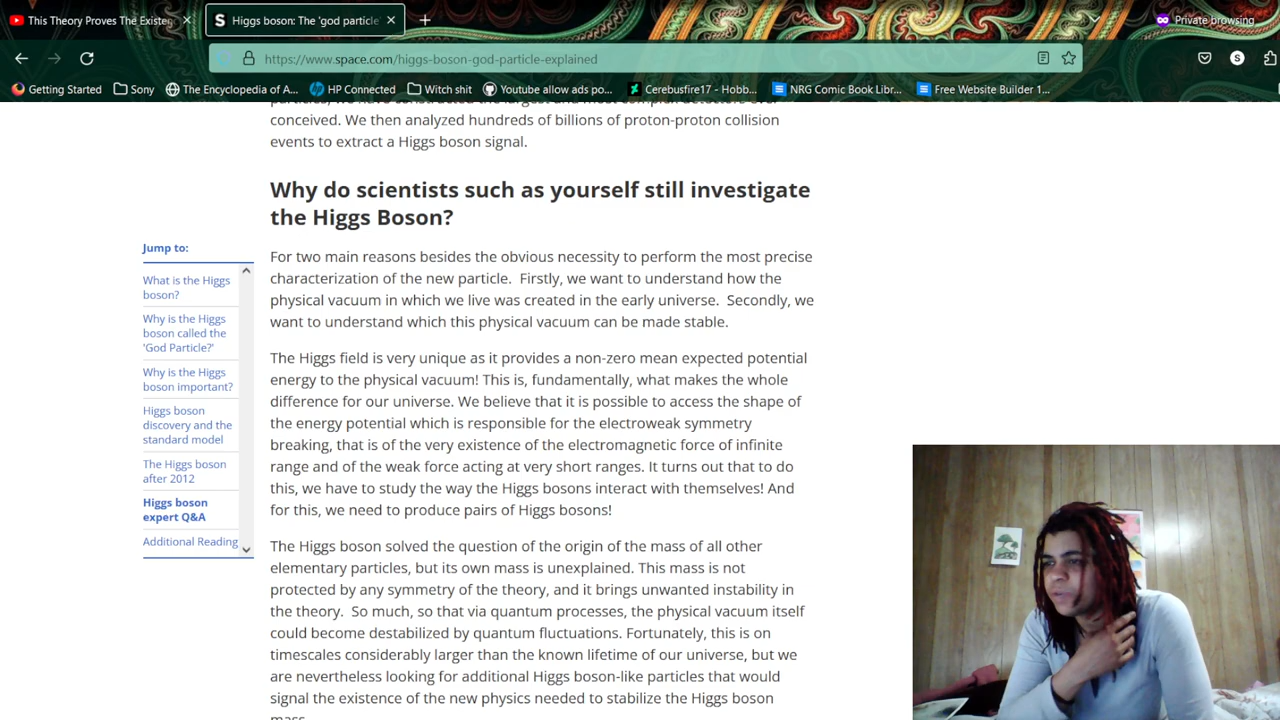 This Theory Proves The Existen
Higgs boson: The 'god particle
Private browsing
https://www.space.com/higgs-boson-god-particle-explained
Getting Started
Sony
The Encyclopedia of A...
HP Connected
Witch shit
Youtube allow ads po...
Cerebusfire17 - Hobb...
NRG Comic Book Libr...
Free Website Builder 1...
conceived. We then analyzed hundreds of billions of proton-proton collision
events to extract a Higgs boson signal.
Why do scientists such as yourself still investigate
the Higgs Boson?
Jump to:
What is the Higgs
boson?
Why is the Higgs
boson called the
'God Particle?'
Why is the Higgs
boson important?
Higgs boson
discovery and the
standard model
The Higgs boson
after 2012
Higgs boson
expert Q&A
Additional Reading
For two main reasons besides the obvious necessity to perform the most precise
characterization of the new particle. Firstly, we want to understand how the
physical vacuum in which we live was created in the early universe. Secondly, we
want to understand which this physical vacuum can be made stable.
The Higgs field is very unique as it provides a non-zero mean expected potential
energy to the physical vacuum! This is, fundamentally, what makes the whole
difference for our universe. We believe that it is possible to access the shape of
the energy potential which is responsible for the electroweak symmetry
breaking, that is of the very existence of the electromagnetic force of infinite
range and of the weak force acting at very short ranges. It turns out that to do
this, we have to study the way the Higgs bosons interact with themselves! And
for this, we need to produce pairs of Higgs bosons!
The Higgs boson solved the question of the origin of the mass of all other
elementary particles, but its own mass is unexplained. This mass is not
protected by any symmetry of the theory, and it brings unwanted instability in
the theory. So much, so that via quantum processes, the physical vacuum itself
could become destabilized by quantum fluctuations. Fortunately, this is on
timescales considerably larger than the known lifetime of our universe, but we
are nevertheless looking for additional Higgs boson-like particles that would
signal the existence of the new physics needed to stabilize the Higgs boson
mass.